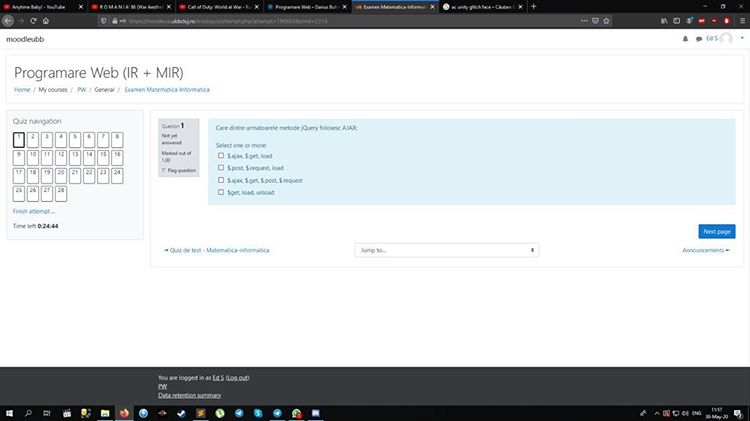 Anytime Baby! - YouTube
R O M A N I A' 86 (War Aesthet
Call of Duty: World at War - Ru
Programare Web – Darius Bufn
Examen Matematica-Informati
ac unity glitch face – Căutare G
https://moodle.cs.ubbcluj.ro/mod/quiz/attempt.php?attempt=190683&cmid=2313
moodleubb
Ed S
Programare Web (IR + MIR)
Home / My courses / PW / General / Examen Matematica-Informatica
Quiz navigation
1 2 3 4 5 6 7 8
9 10 11 12 13 14 15 16
17 18 19 20 21 22 23 24
25 26 27 28
Finish attempt ...
Time left 0:24:44
Question 1
Not yet
answered
Marked out of
1.00
Flag question
Care dintre urmatoarele metode jQuery folosesc AJAX:
Select one or more:
$.ajax, $.get, load
$.post, $.request, load
$.ajax, $.get, $.post, $.request
$get, load, unload
Next page
Quiz de test - Matematica-informatica
Jump to...
Announcements
You are logged in as Ed S (Log out)
PW
Data retention summary
ENG
11:57
30-May-20